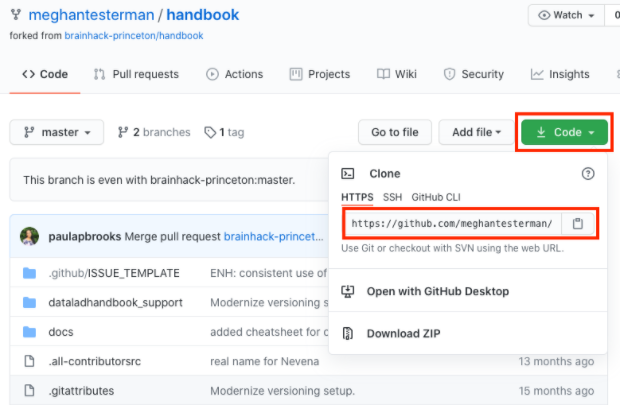 meghantesterman / handbook
Watch
0
forked from brainhack-princeton/handbook
Code Pull requests Actions Projects Wiki Security Insights
master 2 branches 1 tag Go to file Add file Code
Clone
This branch is even with brainhack-princeton:master.
HTTPS SSH GitHub CLI
https://github.com/meghantesterman/
Use Git or checkout with SVN using the web URL.
paulapbrooks Merge pull request brainhack-princet...
.github/ISSUE_TEMPLATE ENH: consistent use of
Open with GitHub Desktop
dataladhandbook_support Modernize versioning s
docs added cheatsheet for
Download ZIP
.all-contributorsrc real name for Nevena 13 months ago
.gitattributes Modernize versioning setup. 15 months ago